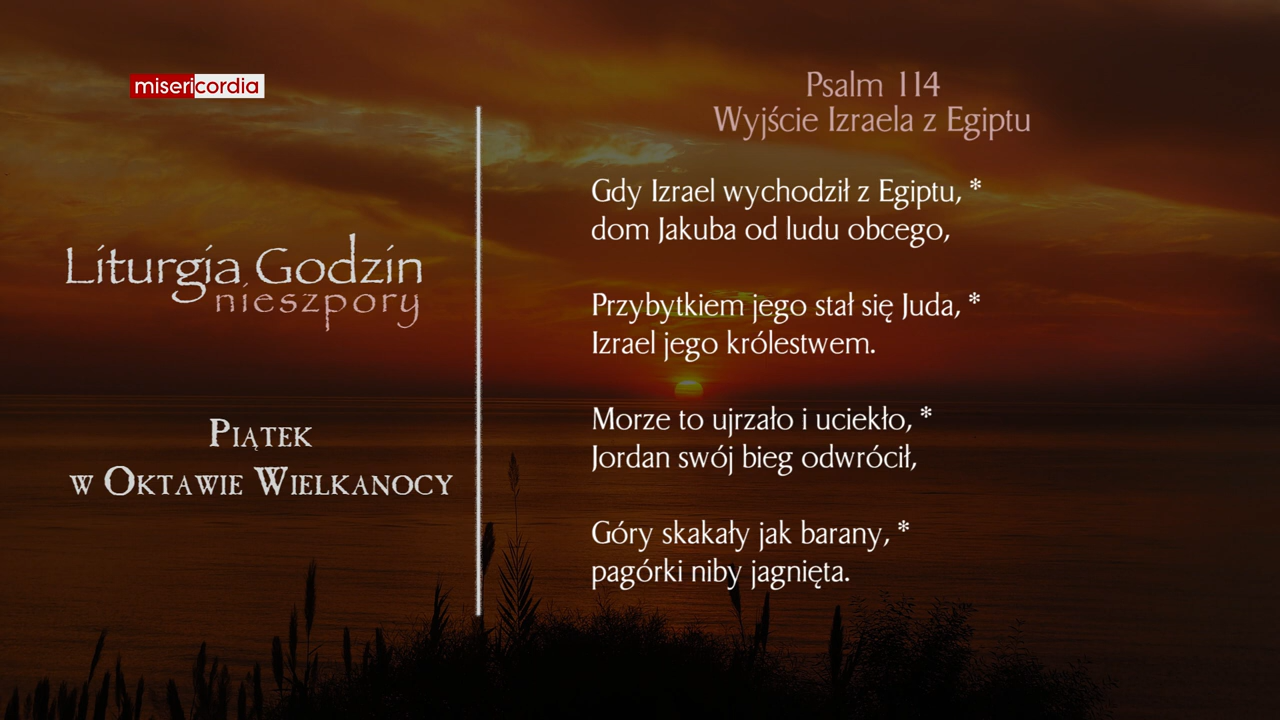 misericordia
Liturgia Godzin
nieszpory
Piątek
w Oktawie Wielkanocy
Psalm 114
Wyjście Izraela z Egiptu
Gdy Izrael wychodził z Egiptu, *
dom Jakuba od ludu obcego,
Przybytkiem jego stał się Juda, *
Izrael jego królestwem.
Morze to ujrzało i uciekło, *
Jordan swój bieg odwrócił,
Góry skakały jak barany, *
pagórki niby jagnięta.